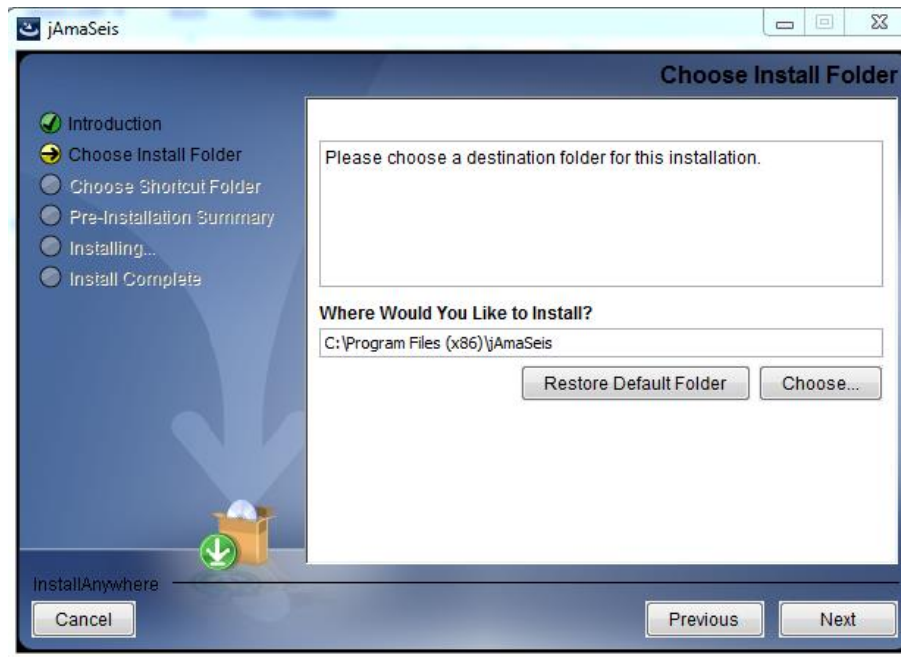 jAmaSeis
Choose Install Folder
Introduction
Choose Install Folder
Choose Shortcut Folder
Pre-Installation Summary
Installing...
Install Complete
Please choose a destination folder for this installation.
Where Would You Like to Install?
C:\Program Files (x86)\jAmaSeis
Restore Default Folder
Choose...
InstallAnywhere
Cancel
Previous
Next